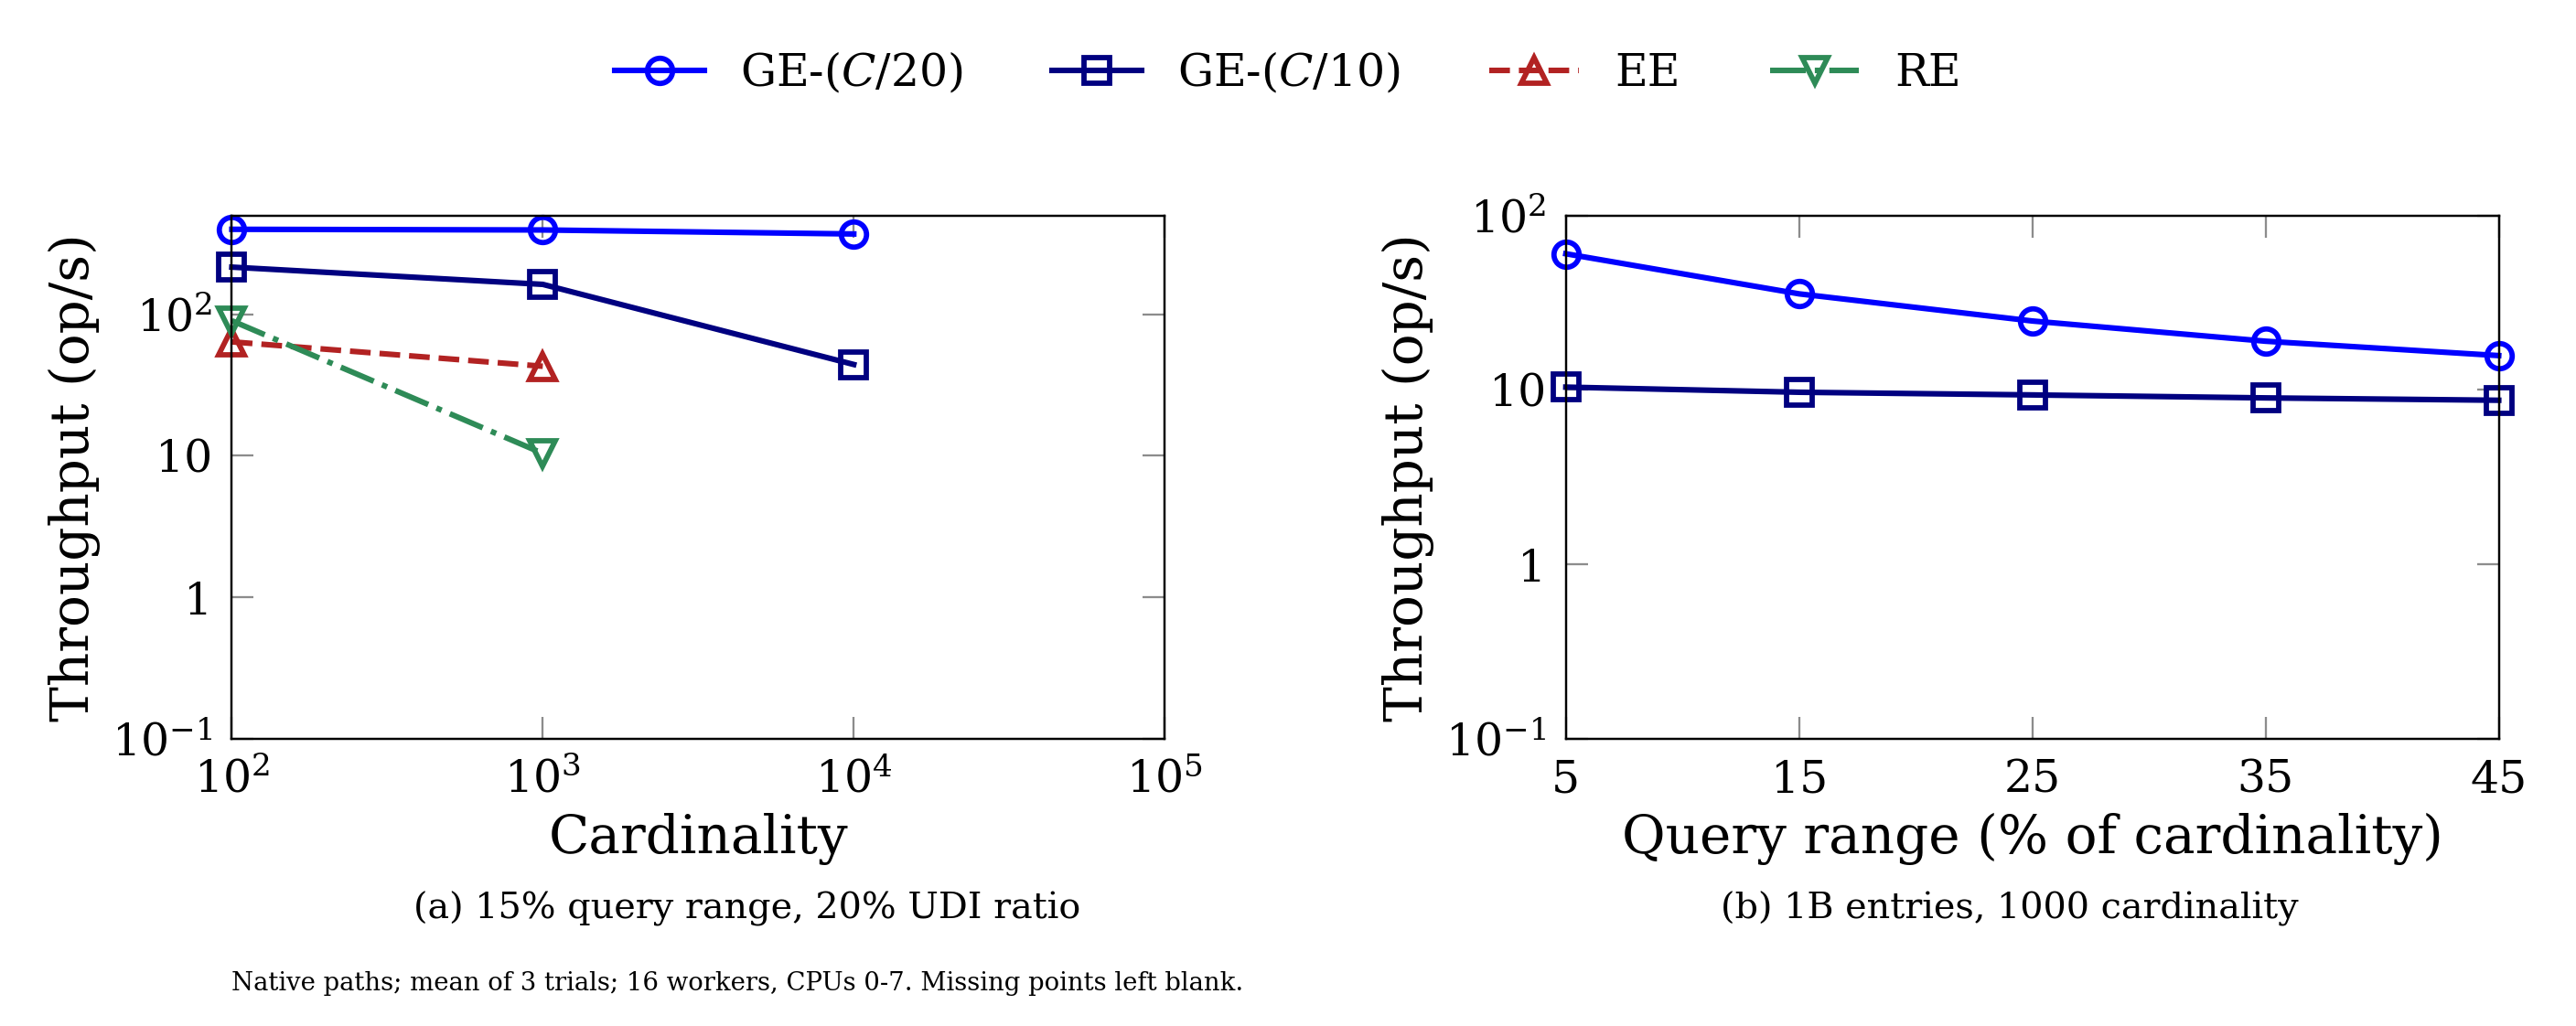 GE-(C/20) GE-(C/10) EE RE
Throughput (op/s)
10²
10
1
10⁻¹
10² 10³ 10⁴ 10⁵
Cardinality
(a) 15% query range, 20% UDI ratio
Throughput (op/s)
10²
10
1
10⁻¹
5 15 25 35 45
Query range (% of cardinality)
(b) 1B entries, 1000 cardinality
Native paths; mean of 3 trials; 16 workers, CPUs 0-7. Missing points left blank.